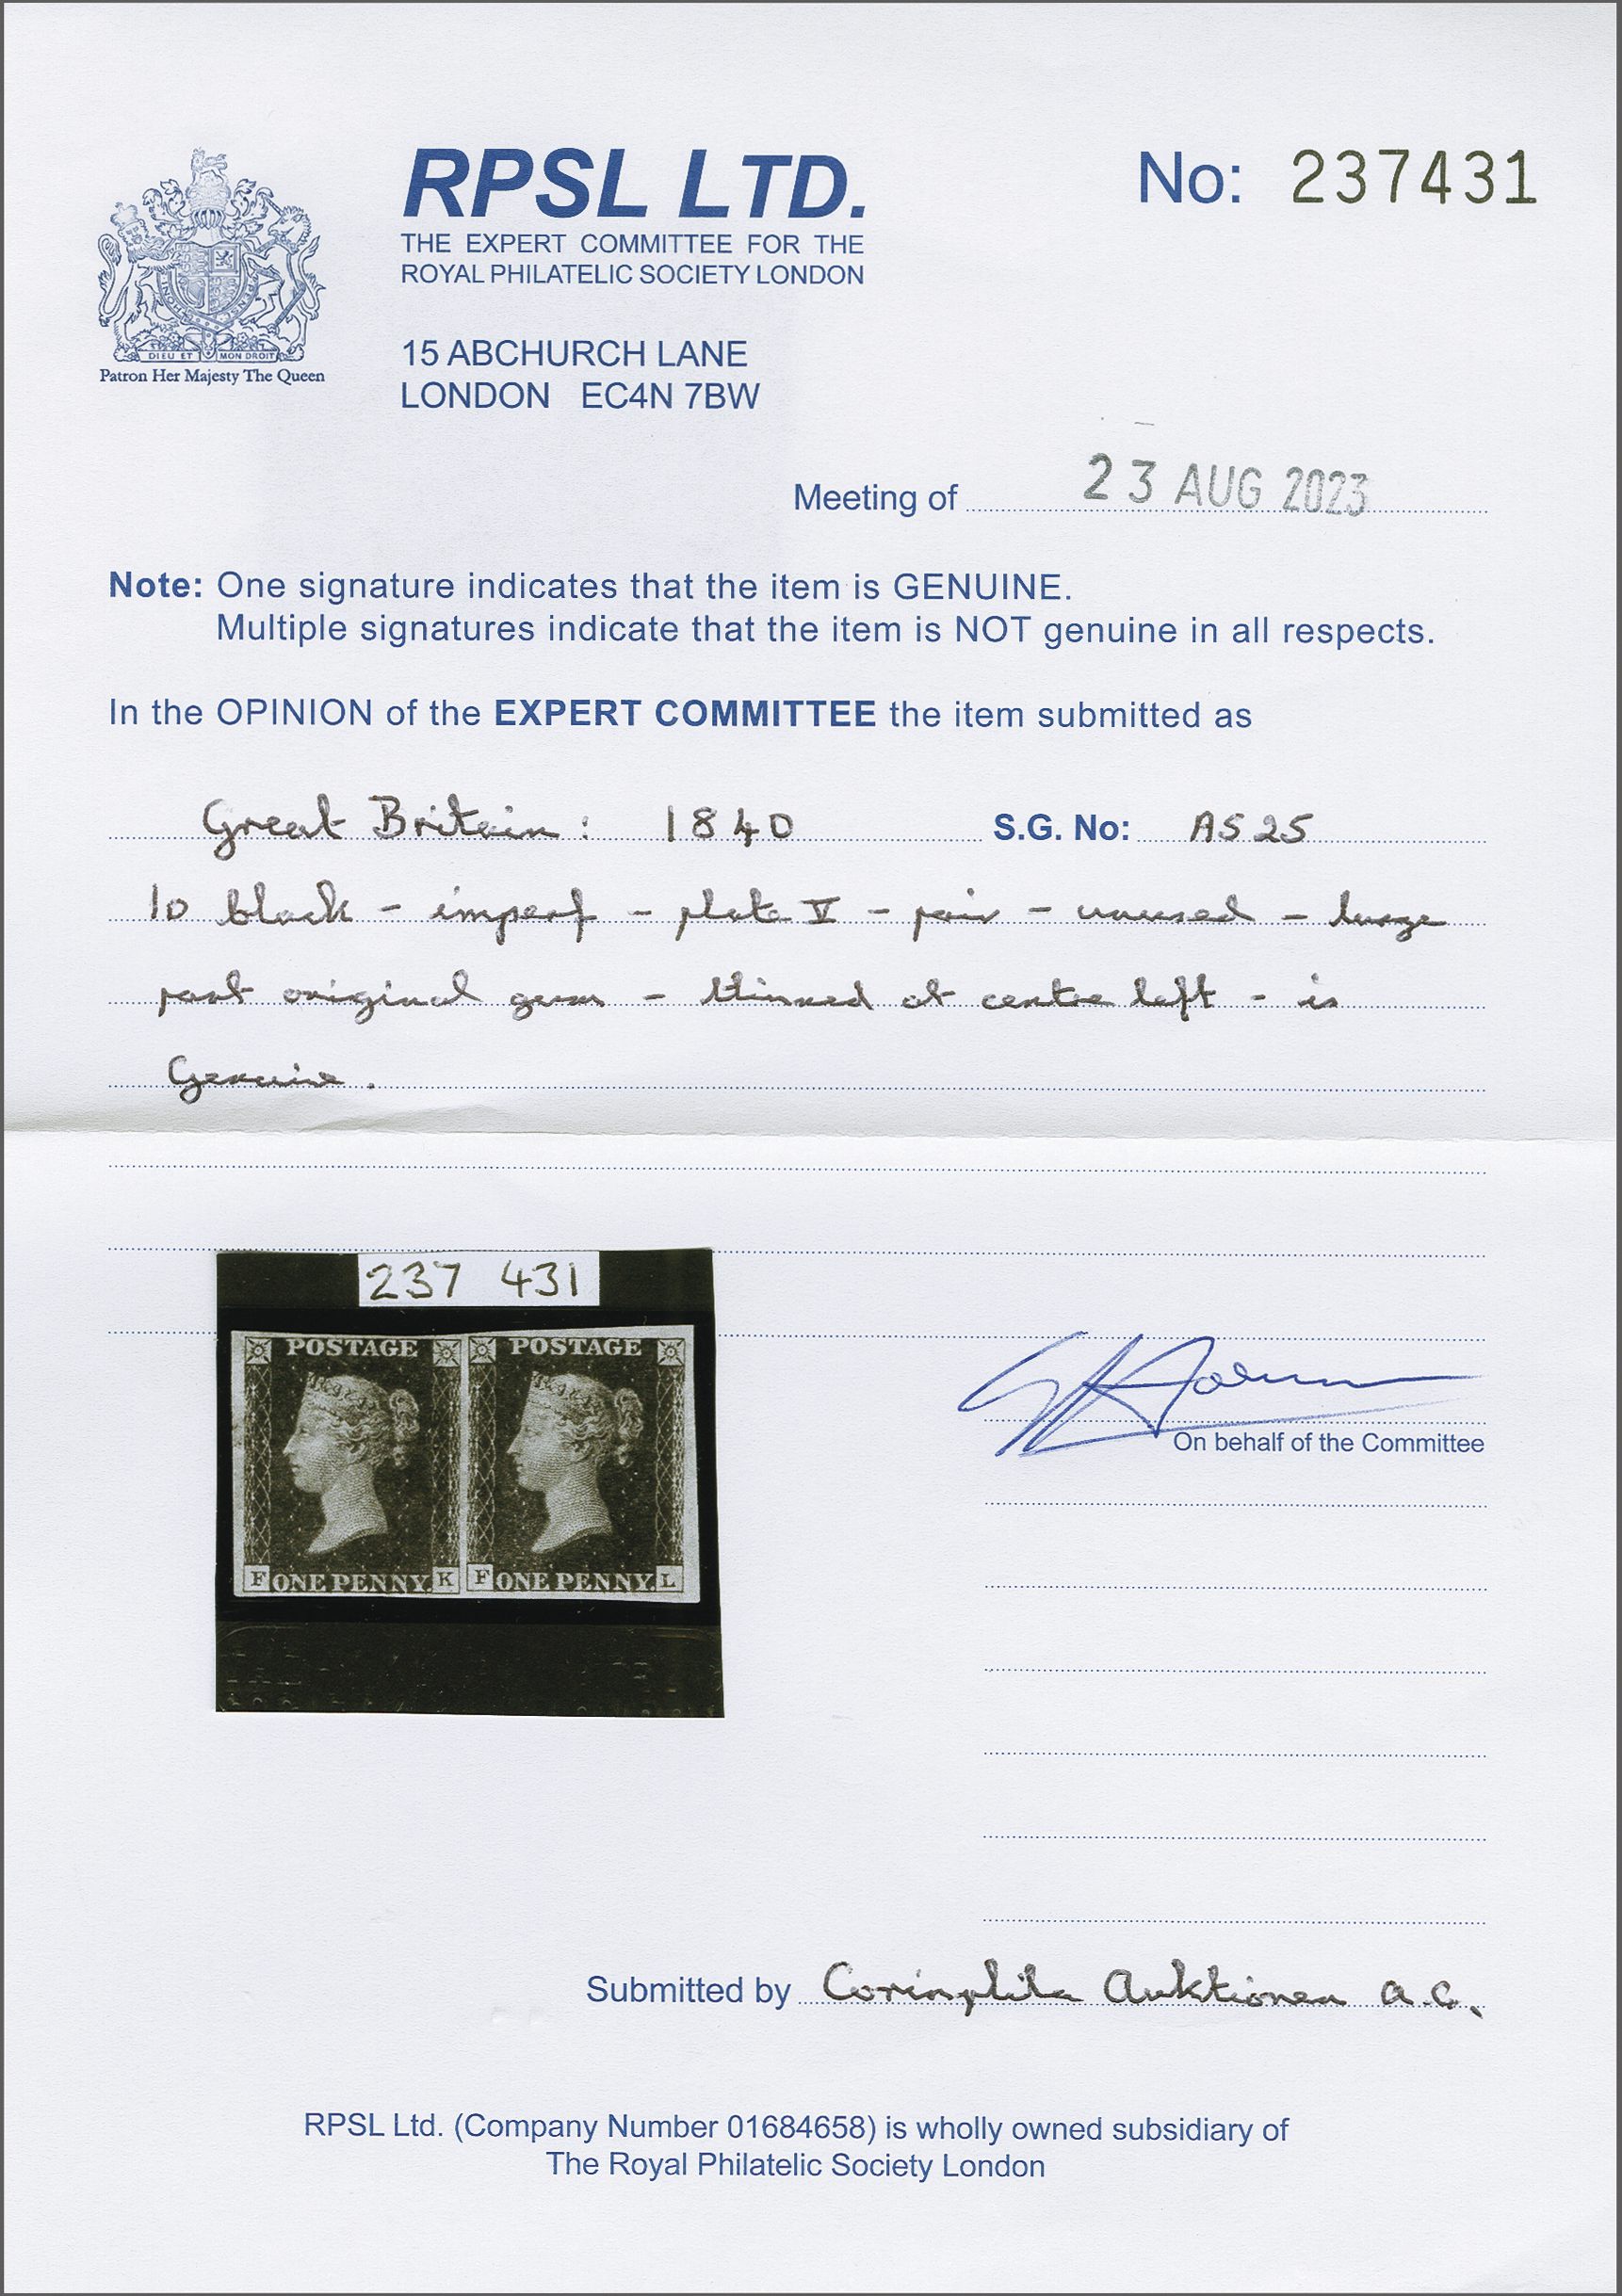 RPSL LTD.
THE EXPERT COMMITTEE FOR THE
ROYAL PHILATELIC SOCIETY LONDON
15 ABCHURCH LANE
LONDON EC4N 7BW
No: 237431
DIEU ET MON DROIT
Patron Her Majesty The Queen
Meeting of 23 AUG 2023
Note: One signature indicates that the item is GENUINE.
Multiple signatures indicate that the item is NOT genuine in all respects.
In the OPINION of the EXPERT COMMITTEE the item submitted as
Great Britain: 1840 S.G. No: AS25
1D black - imperf - plate V - pair - unused - large
part original gum - thinned at centre left - is
Genuine.
237 431
POSTAGE POSTAGE
F ONE PENNY. K F ONE PENNY. L
On behalf of the Committee
Submitted by Corinphila Auktionen a.G.
RPSL Ltd. (Company Number 01684658) is wholly owned subsidiary of
The Royal Philatelic Society London